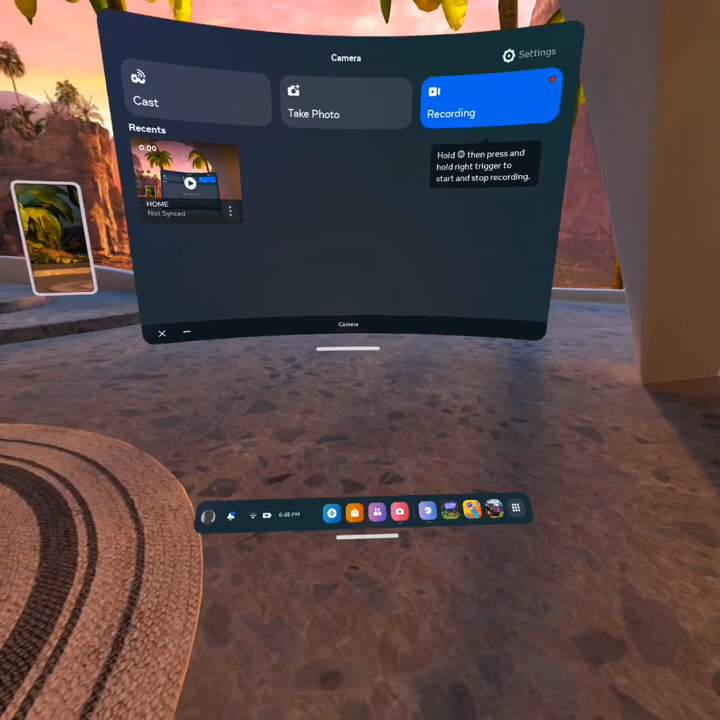 Camera
Settings
Cast
Take Photo
Recording
Recents
0:00
HOME
Not Synced
Hold then press and
hold right trigger to
start and stop recording.
Camera
6:45 PM